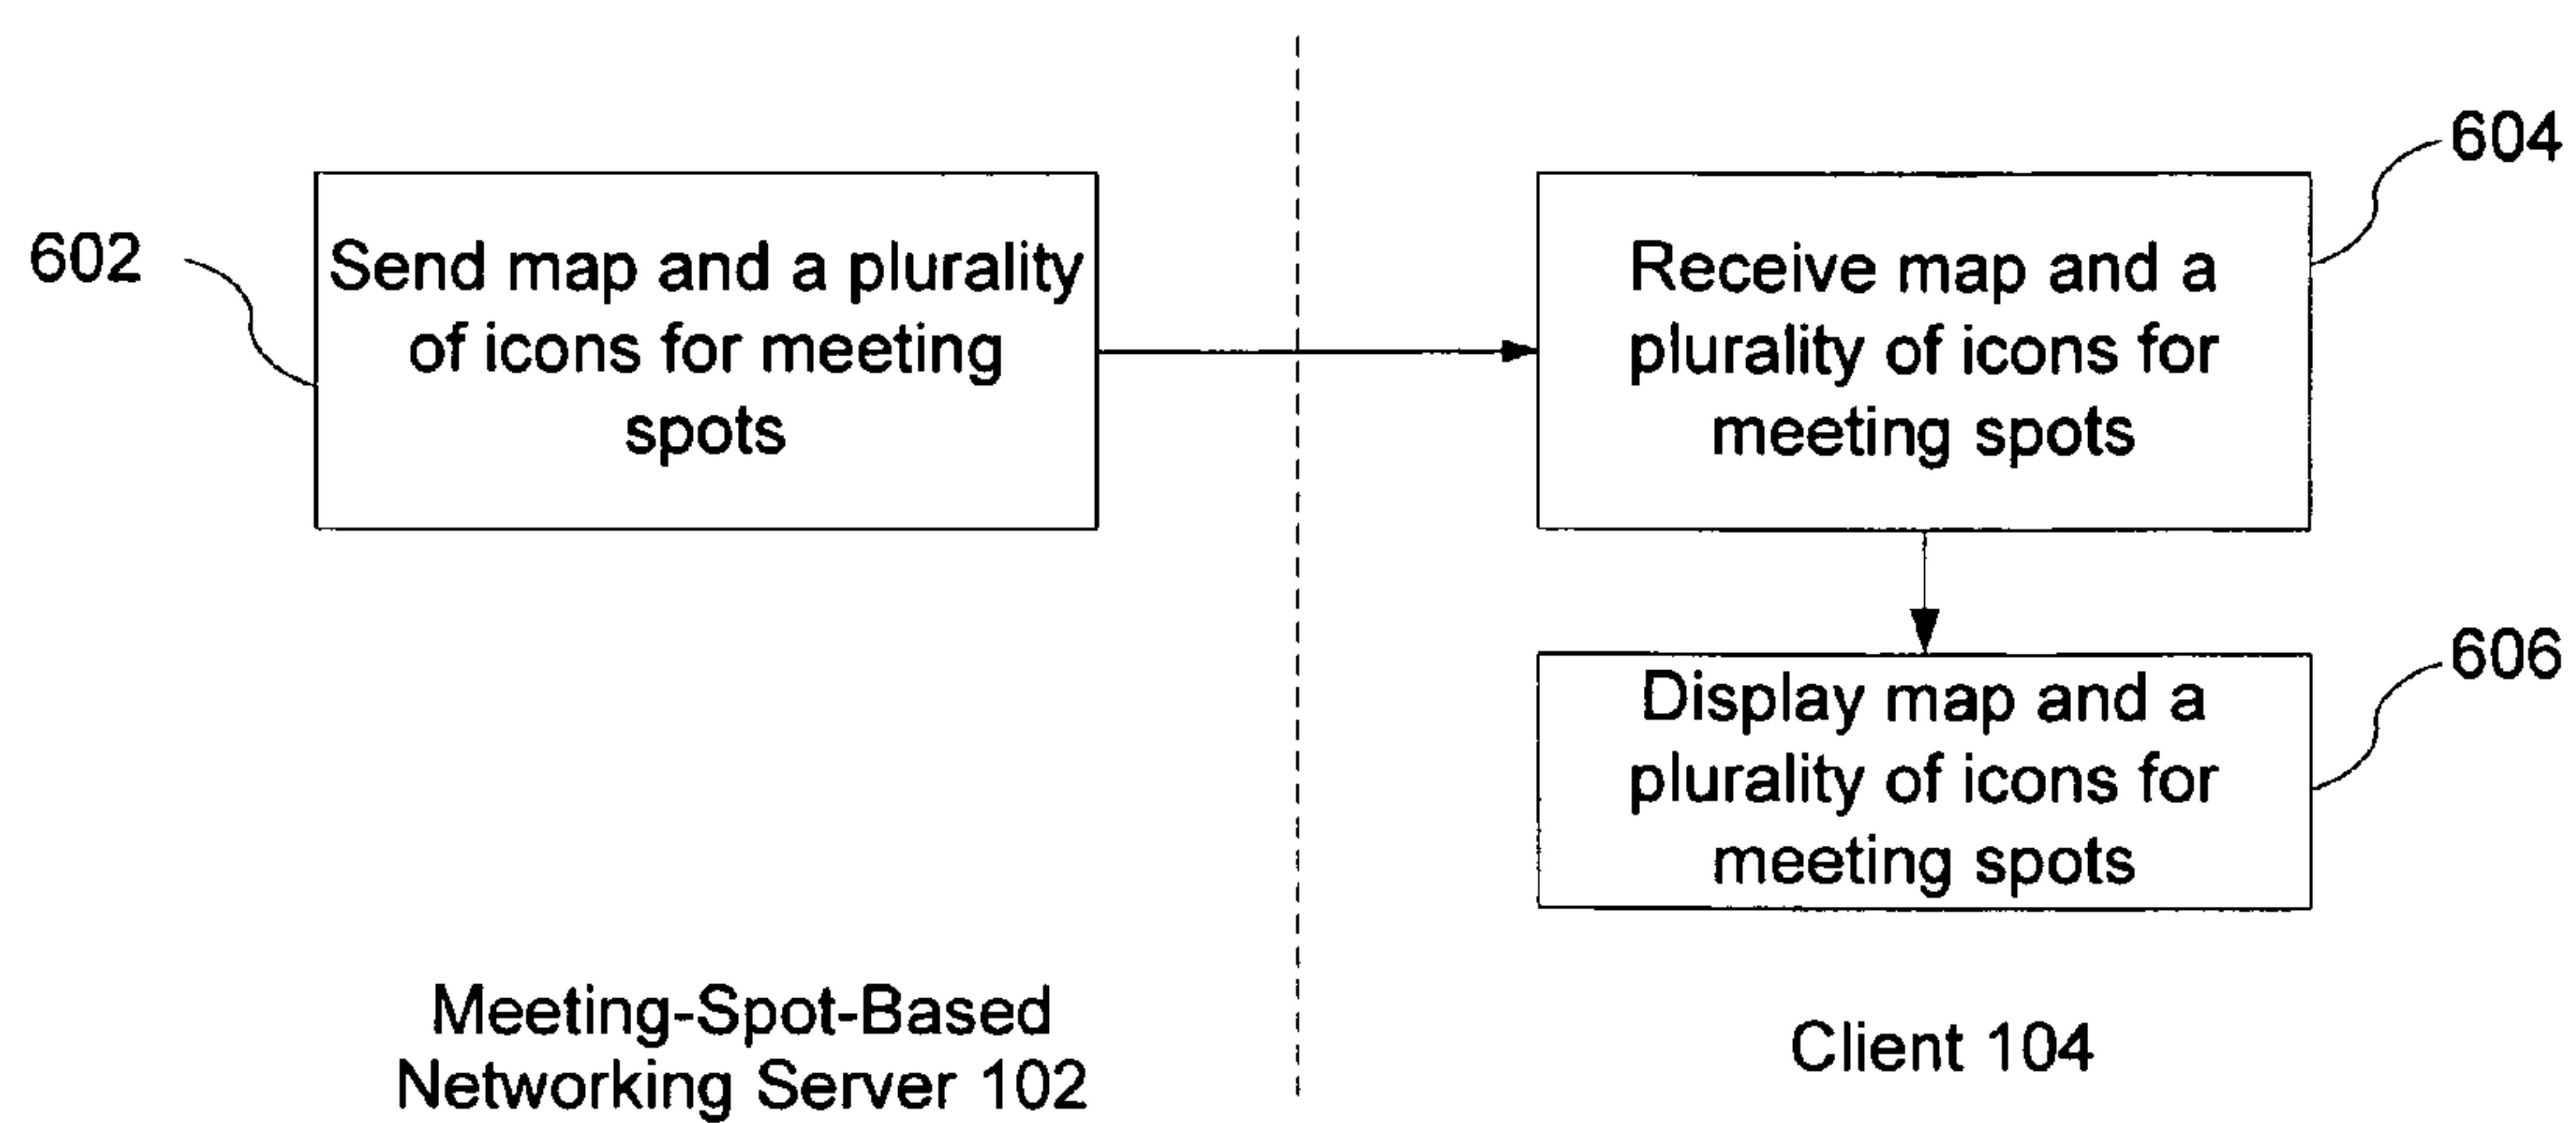 602
Send map and a plurality
of icons for meeting
spots
604
Receive map and a
plurality of icons for
meeting spots
606
Display map and a
plurality of icons for
meeting spots
Meeting-Spot-Based
Networking Server 102
Client 104